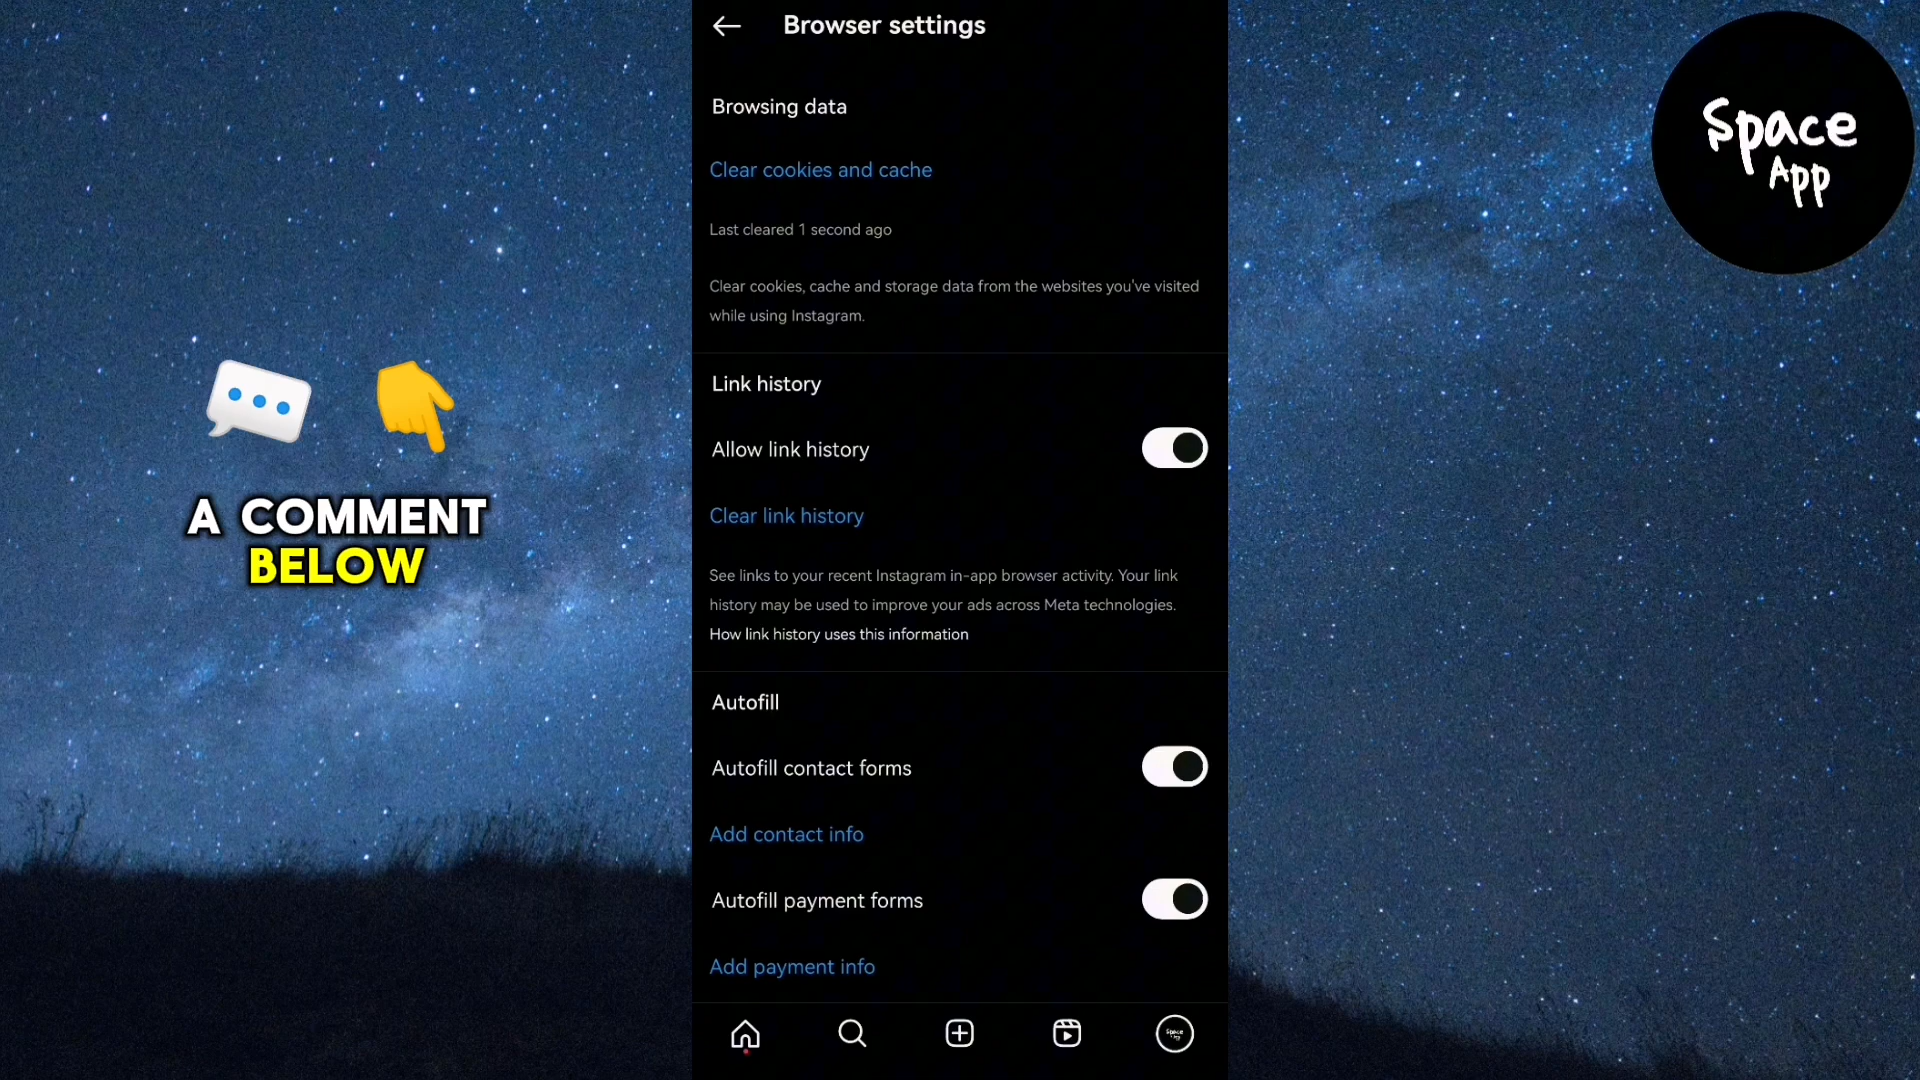 Browser settings
Browsing data
Clear cookies and cache
Last cleared 1 second ago
Clear cookies, cache and storage data from the websites you've visited
while using Instagram.
Link history
Allow link history
Clear link history
See links to your recent Instagram in-app browser activity. Your link
history may be used to improve your ads across Meta technologies.
How link history uses this information
Autofill
Autofill contact forms
Add contact info
Autofill payment forms
Add payment info
A COMMENT
BELOW
Space
App
Space
App